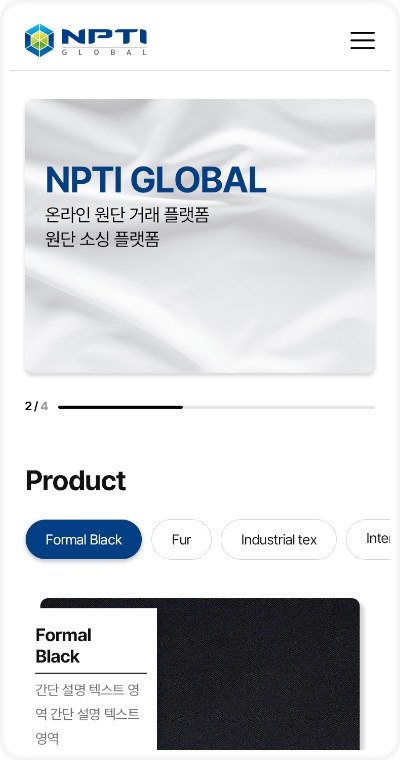 NPTI
GLOBAL
NPTI GLOBAL
온라인 원단 거래 플랫폼
원단 소싱 플랫폼
2 / 4
Product
Formal Black
Fur
Industrial tex
Inter
Formal
Black
간단 설명 텍스트 영
역 간단 설명 텍스트
영역